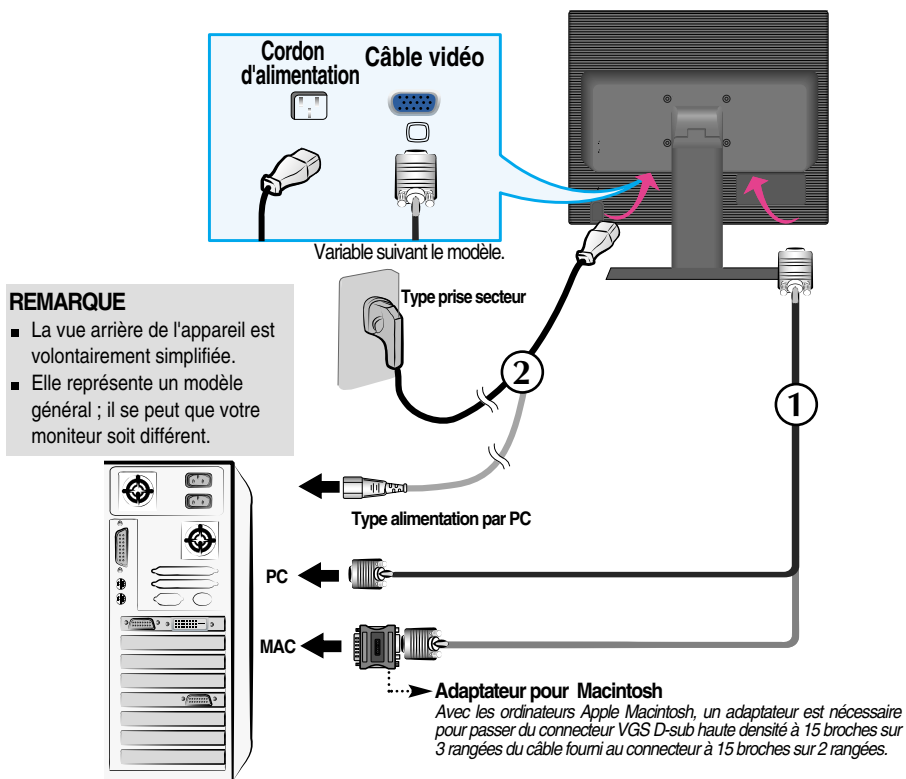 Cordon
d'alimentation
Câble vidéo
Variable suivant le modèle.
Type prise secteur
REMARQUE
■ La vue arrière de l'appareil est
volontairement simplifiée.
■ Elle représente un modèle
général ; il se peut que votre
moniteur soit différent.
2
1
Type alimentation par PC
PC
MAC
Adaptateur pour Macintosh
Avec les ordinateurs Apple Macintosh, un adaptateur est nécessaire
pour passer du connecteur VGS D-sub haute densité à 15 broches sur
3 rangées du câble fourni au connecteur à 15 broches sur 2 rangées.